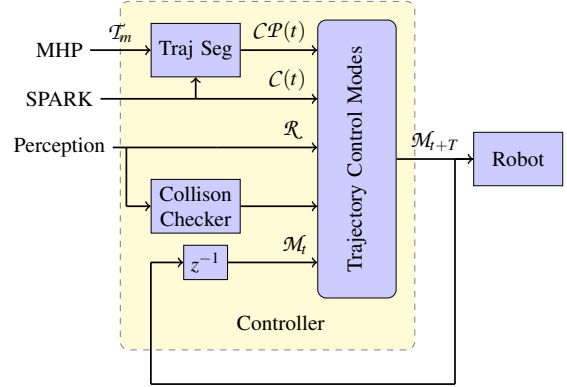 MHP
𝒯m
Traj Seg
𝒞𝒫(t)
SPARK
𝒞(t)
Perception
ℛ
Collison
Checker
z⁻¹
ℳt
Trajectory Control Modes
ℳt+T
Robot
Controller